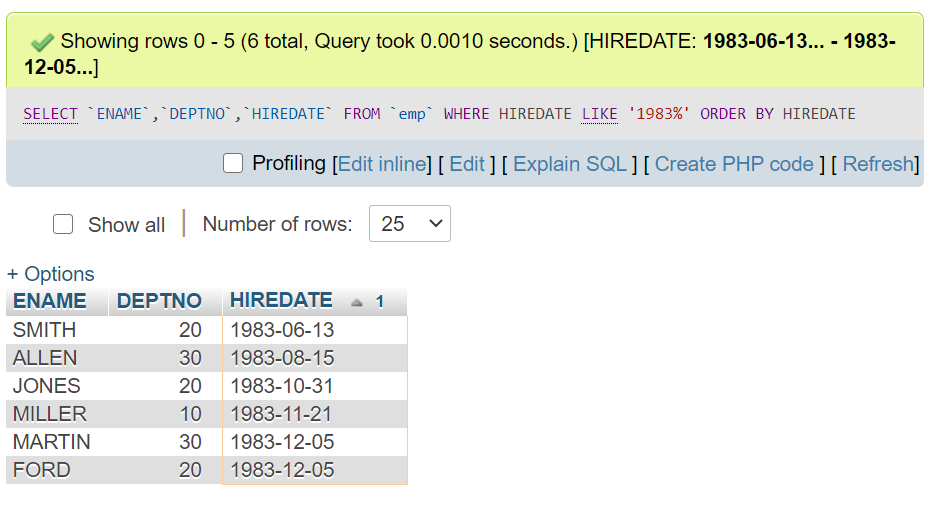 Showing rows 0 - 5 (6 total, Query took 0.0010 seconds.) [HIREDATE: 1983-06-13... - 1983-
12-05...]
SELECT `ENAME`,`DEPTNO`,`HIREDATE` FROM `emp` WHERE HIREDATE LIKE '1983%' ORDER BY HIREDATE
Profiling [Edit inline] [ Edit ] [ Explain SQL ] [ Create PHP code ] [ Refresh]
Show all | Number of rows: 25
+ Options
ENAME DEPTNO HIREDATE 1
SMITH 20 1983-06-13
ALLEN 30 1983-08-15
JONES 20 1983-10-31
MILLER 10 1983-11-21
MARTIN 30 1983-12-05
FORD 20 1983-12-05